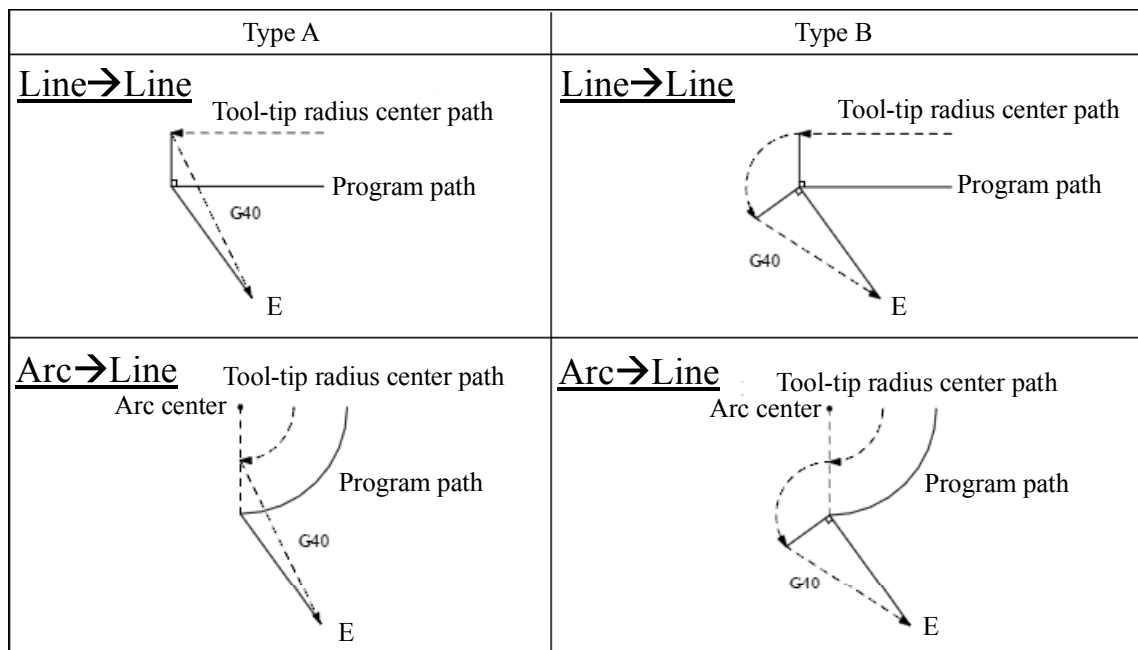 Type A
Type B
Line→Line
Tool-tip radius center path
Program path
G40
E
Line→Line
Tool-tip radius center path
Program path
G40
E
Arc→Line
Tool-tip radius center path
Arc center
Program path
G40
E
Arc→Line
Tool-tip radius center path
Arc center
Program path
G40
E